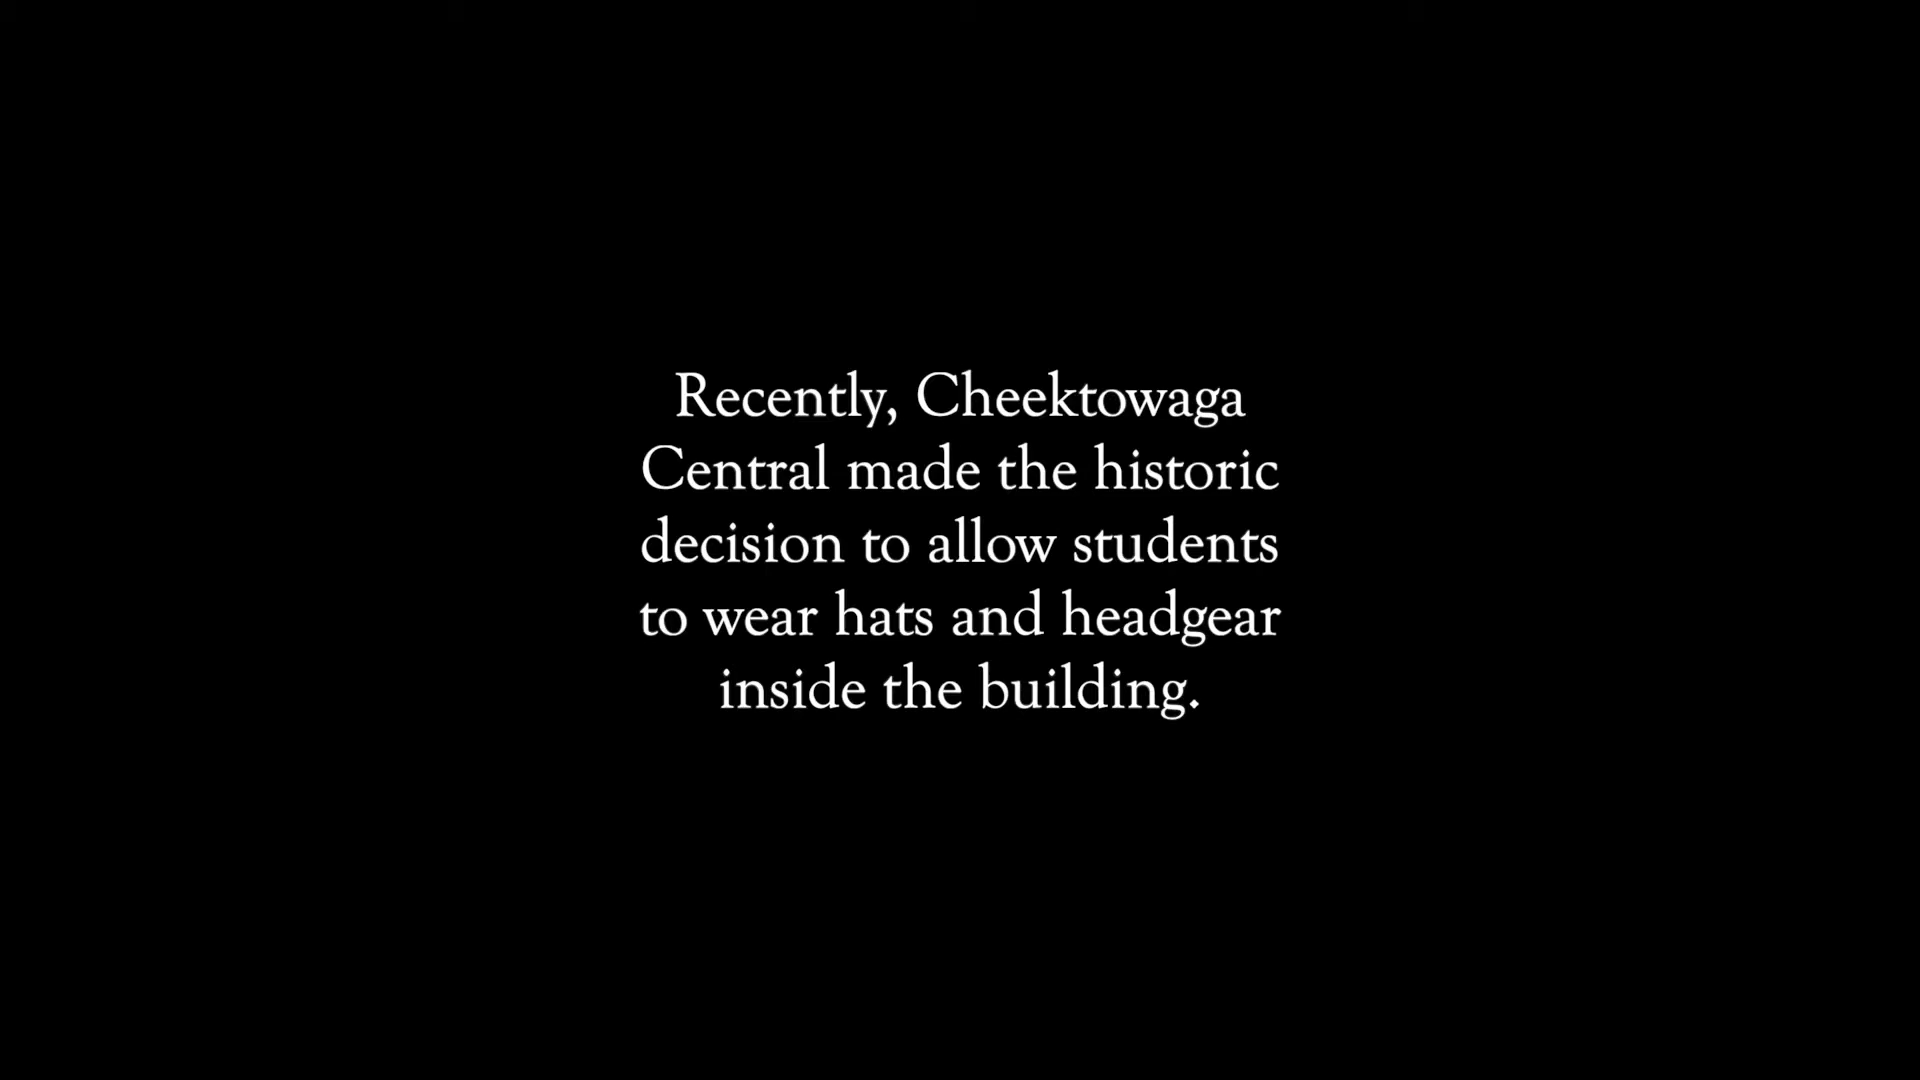 Recently, Cheektowaga
Central made the historic
decision to allow students
to wear hats and headgear
inside the building.